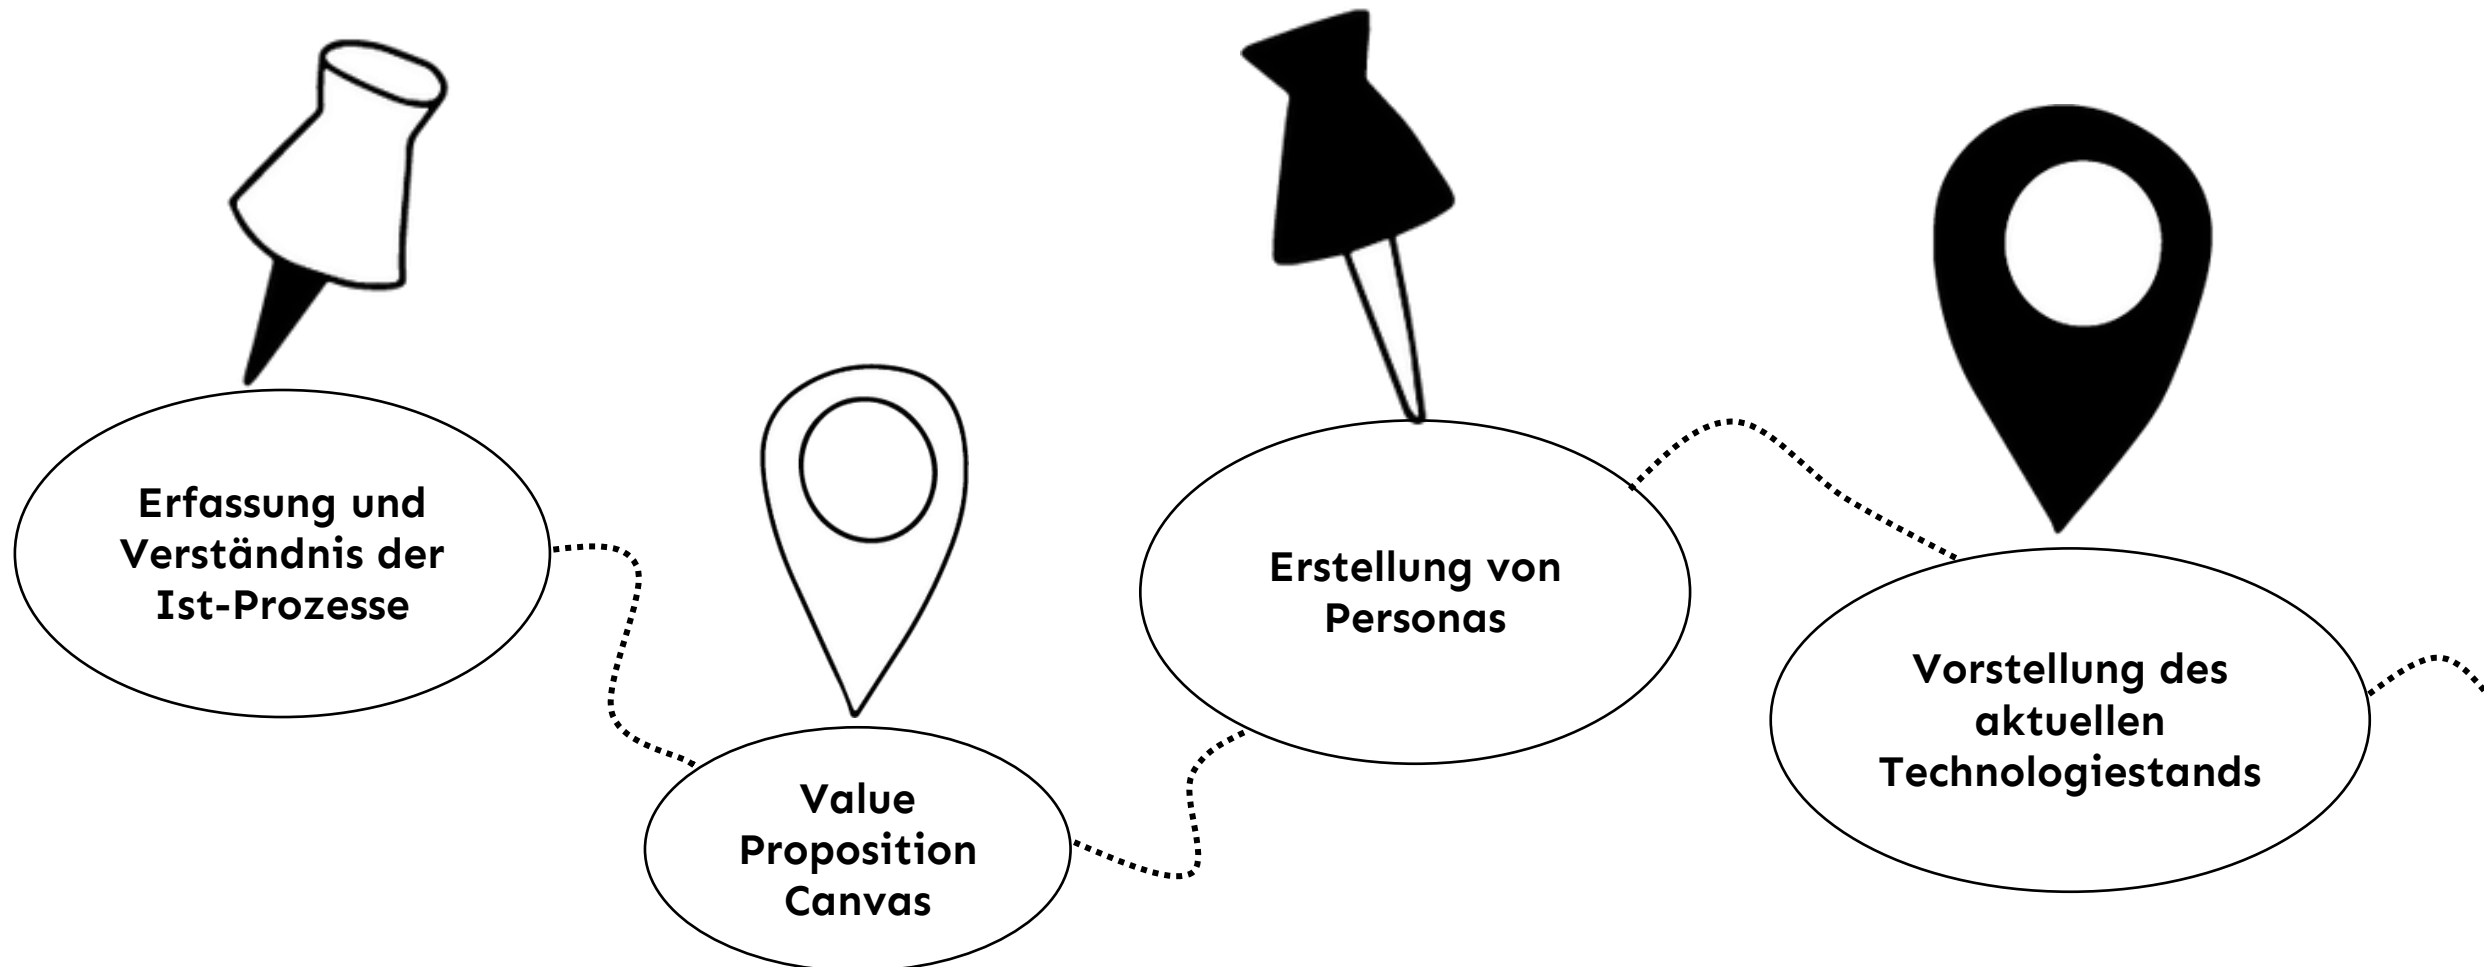 Erfassung und
Verständnis der
Ist-Prozesse
Value
Proposition
Canvas
Erstellung von
Personas
Vorstellung des
aktuellen
Technologiestands